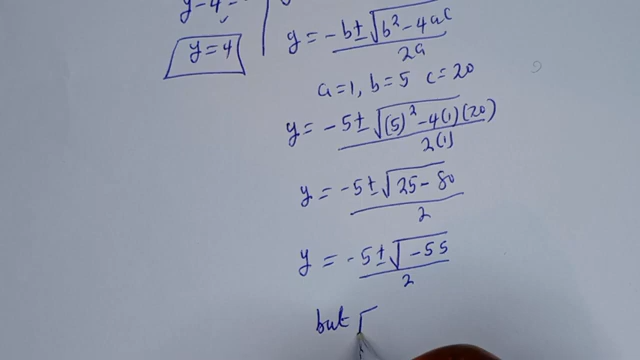 y-4=
y=4
y = -b±√b²-4ac
2a
a=1, b=5 c=20
y = -5±√(5)²-4(1)(20)
2(1)
y = -5±√25-80
2
y = -5±√-55
2
but √